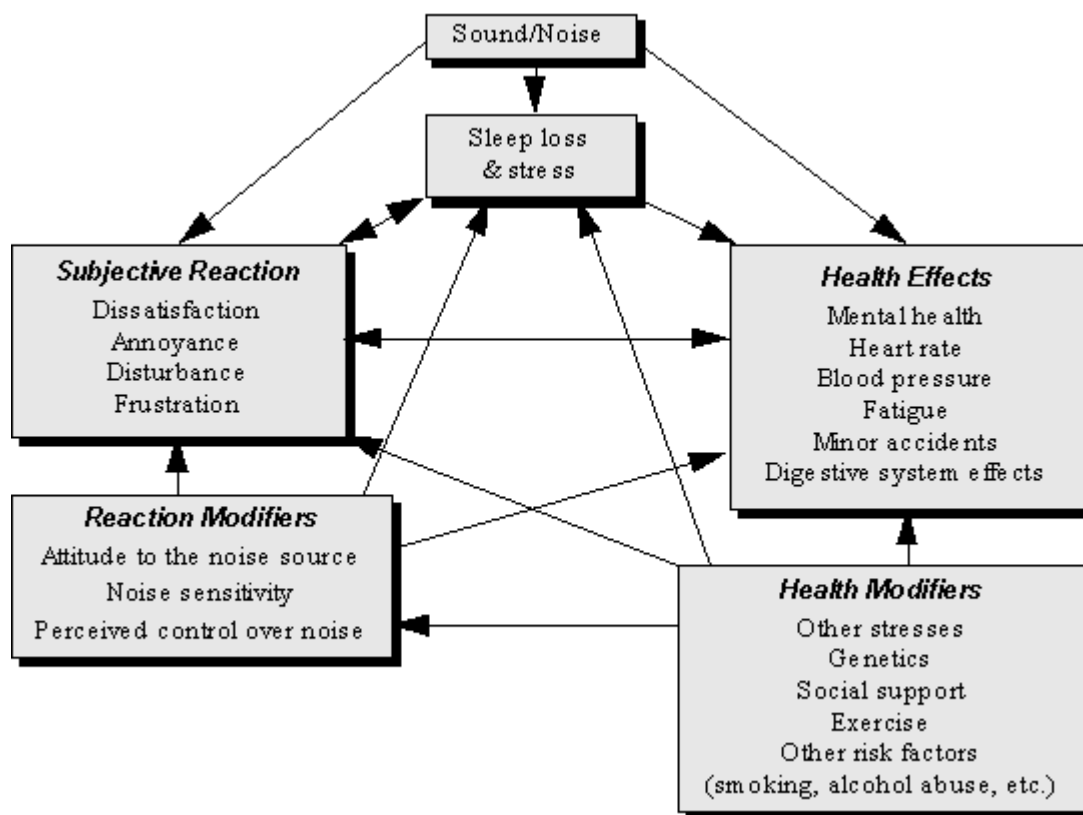 Sound/Noise
Sleep loss
& stress
Subjective Reaction
Dissatisfaction
Annoyance
Disturbance
Frustration
Health Effects
Mental health
Heart rate
Blood pressure
Fatigue
Minor accidents
Digestive system effects
Reaction Modifiers
Attitude to the noise source
Noise sensitivity
Perceived control over noise
Health Modifiers
Other stresses
Genetics
Social support
Exercise
Other risk factors
(smoking, alcohol abuse, etc.)